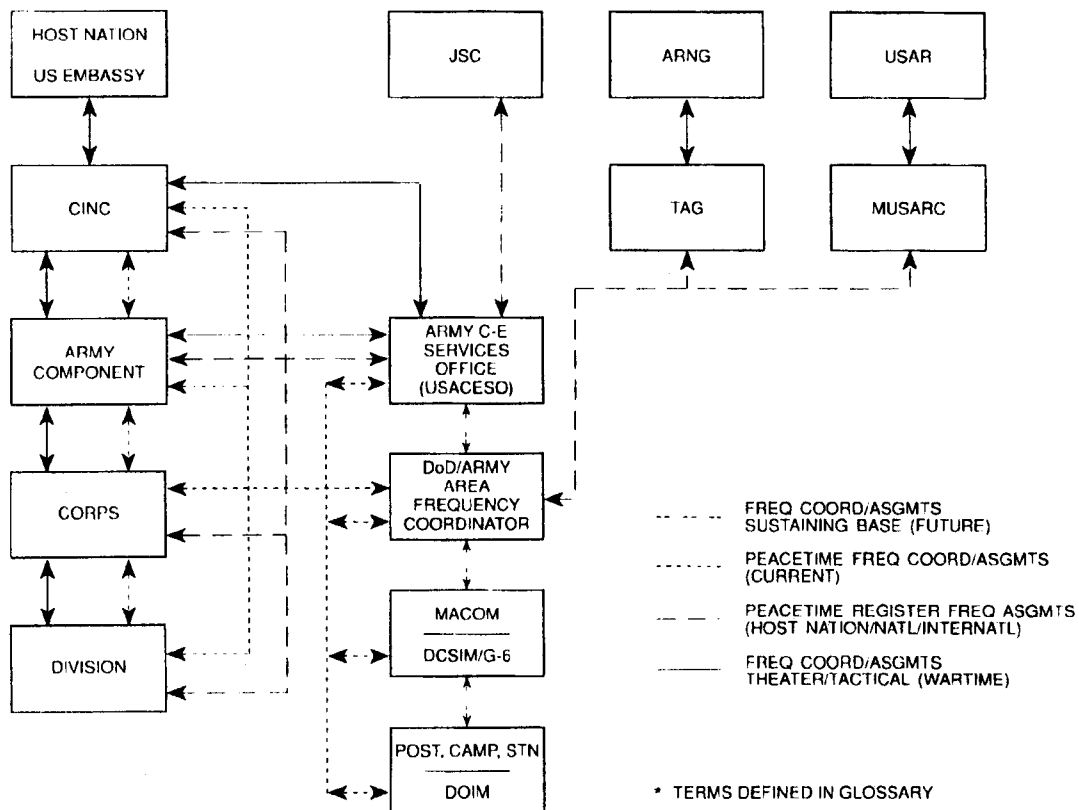 HOST NATION
US EMBASSY
JSC
ARNG
USAR
CINC
TAG
MUSARC
ARMY
COMPONENT
ARMY C-E
SERVICES
OFFICE
(USACESO)
CORPS
DoD/ARMY
AREA
FREQUENCY
COORDINATOR
DIVISION
MACOM
DCSIM/G-6
POST, CAMP, STN
DOIM
FREQ COORD/ASGMTS
SUSTAINING BASE (FUTURE)
PEACETIME FREQ COORD/ASGMTS
(CURRENT)
PEACETIME REGISTER FREQ ASGMTS
(HOST NATION/NATL/INTERNATL)
FREQ COORD/ASGMTS
THEATER/TACTICAL (WARTIME)
* TERMS DEFINED IN GLOSSARY